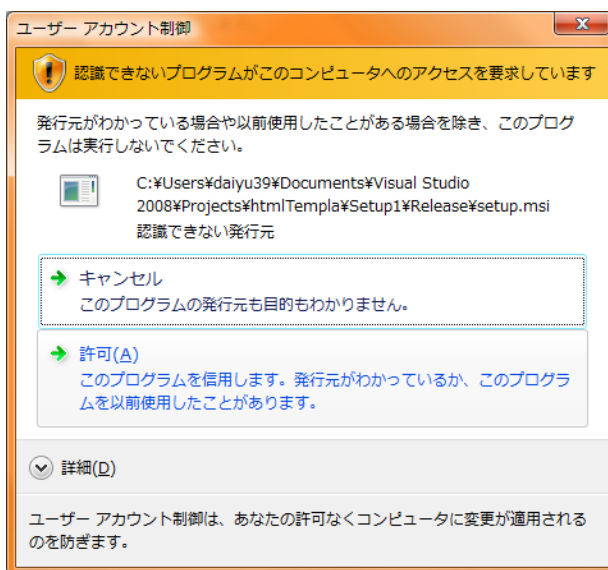 ユーザー アカウント制御
認識できないプログラムがこのコンピュータへのアクセスを要求しています
発行元がわかっている場合や以前使用したことがある場合を除き、このプログ
ラムは実行しないでください。
C:¥Users¥daiyu39¥Documents¥Visual Studio
2008¥Projects¥htmlTempla¥Setup1¥Release¥setup.msi
認識できない発行元
キャンセル
このプログラムの発行元も目的もわかりません。
許可(A)
このプログラムを信用します。発行元がわかっているか、このプログラ
ムを以前使用したことがあります。
詳細(D)
ユーザー アカウント制御は、あなたの許可なくコンピュータに変更が適用される
のを防ぎます。